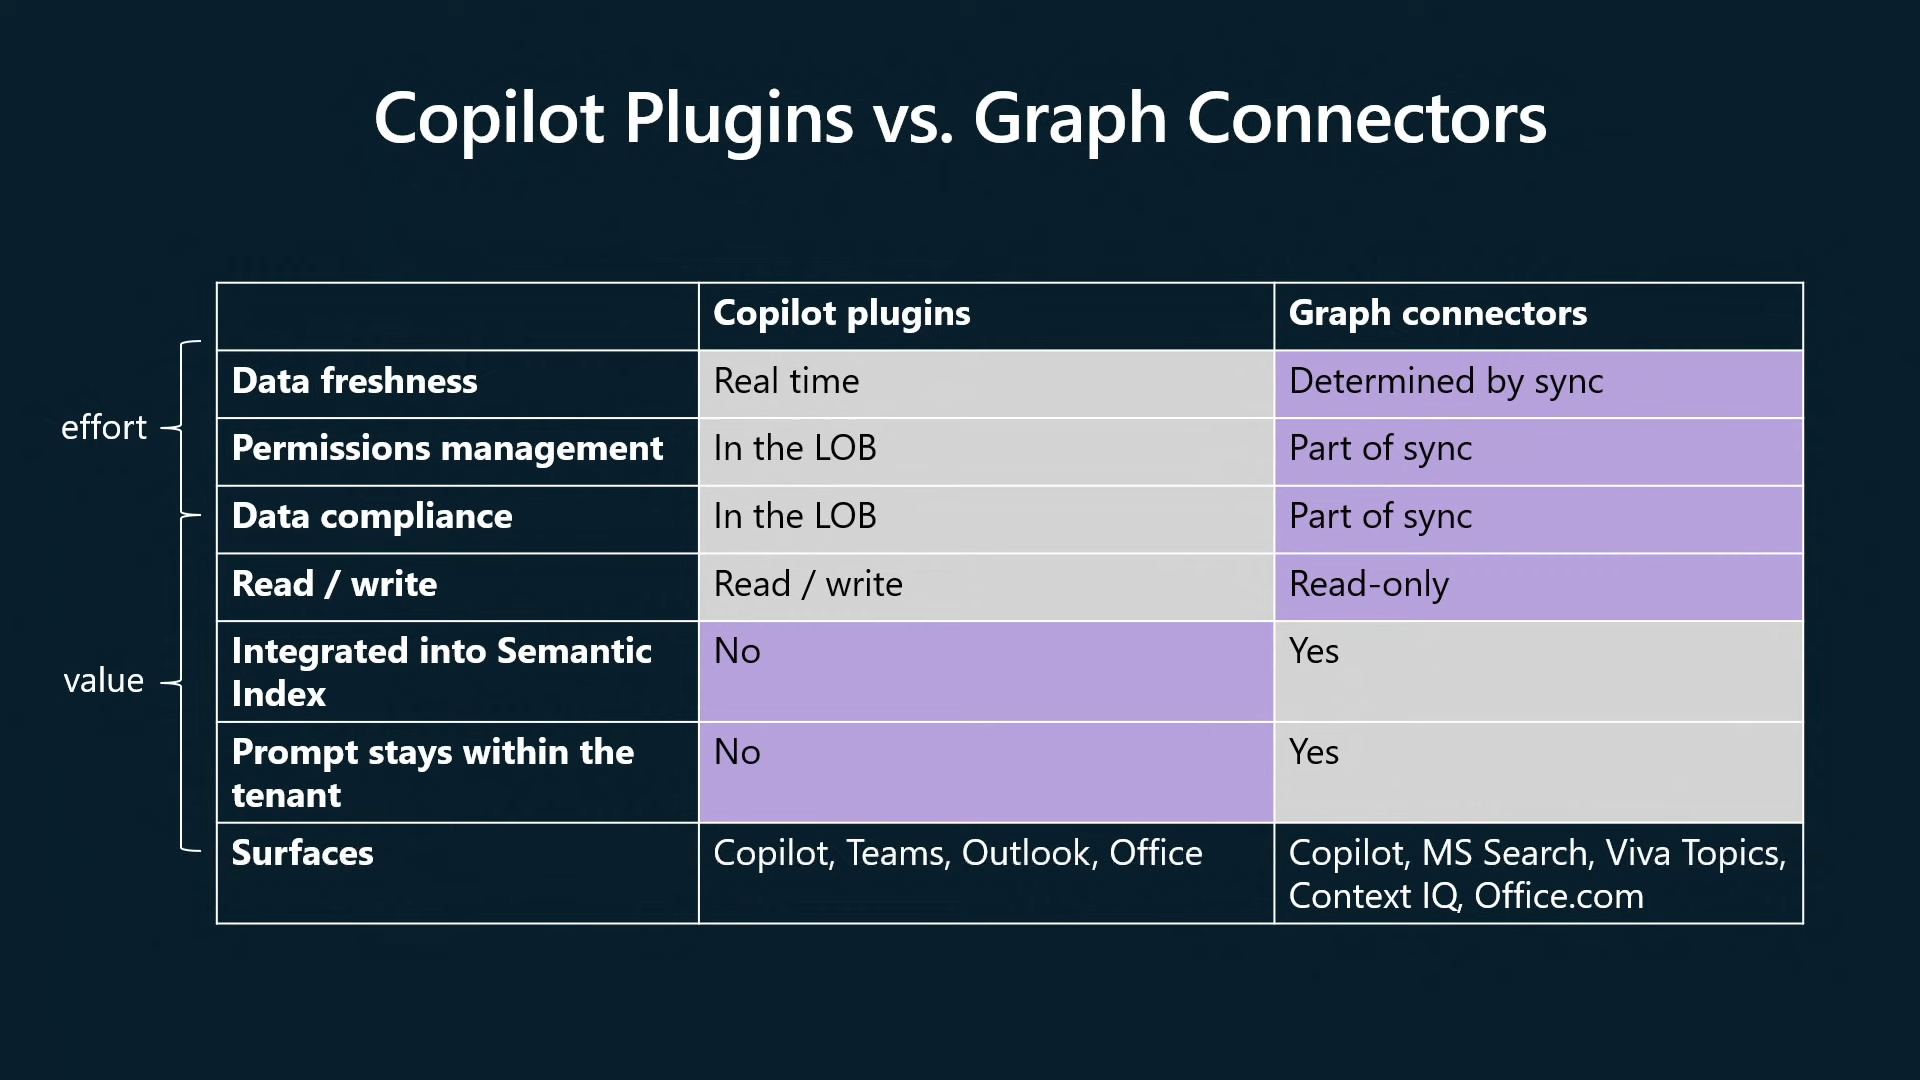 Copilot Plugins vs. Graph Connectors
Copilot plugins
Graph connectors
effort
Data freshness
Real time
Determined by sync
Permissions management
In the LOB
Part of sync
Data compliance
In the LOB
Part of sync
value
Read / write
Read / write
Read-only
Integrated into Semantic
Index
No
Yes
Prompt stays within the
tenant
No
Yes
Surfaces
Copilot, Teams, Outlook, Office
Copilot, MS Search, Viva Topics,
Context IQ, Office.com